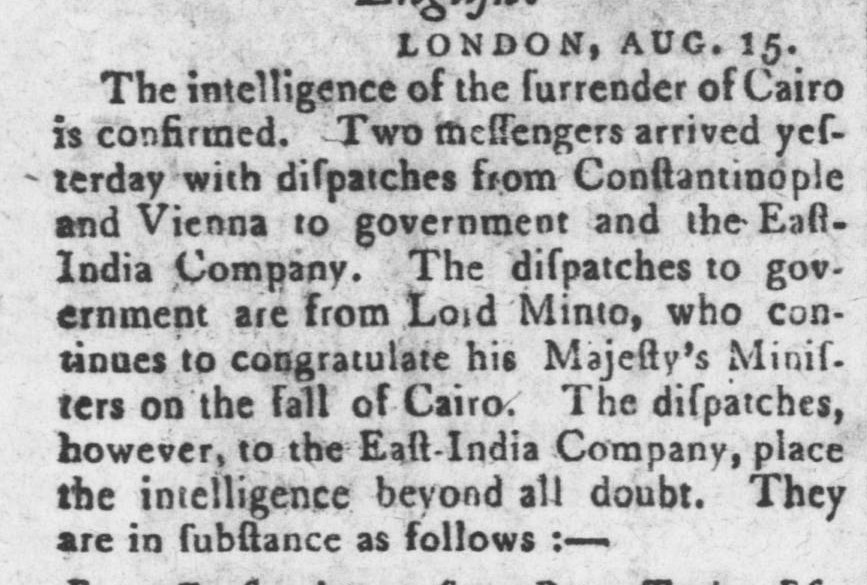 LONDON, AUG. 15.
The intelligence of the ſurrender of Cairo
is confirmed. Two meſſengers arrived yeſ-
terday with diſpatches from Conſtantinople
and Vienna to government and the Eaſt-
India Company. The diſpatches to gov-
ernment are from Lord Minto, who con-
tinues to congratulate his Majeſty's Miniſ-
ters on the fall of Cairo. The diſpatches,
however, to the Eaſt-India Company, place
the intelligence beyond all doubt. They
are in ſubſtance as follows :—